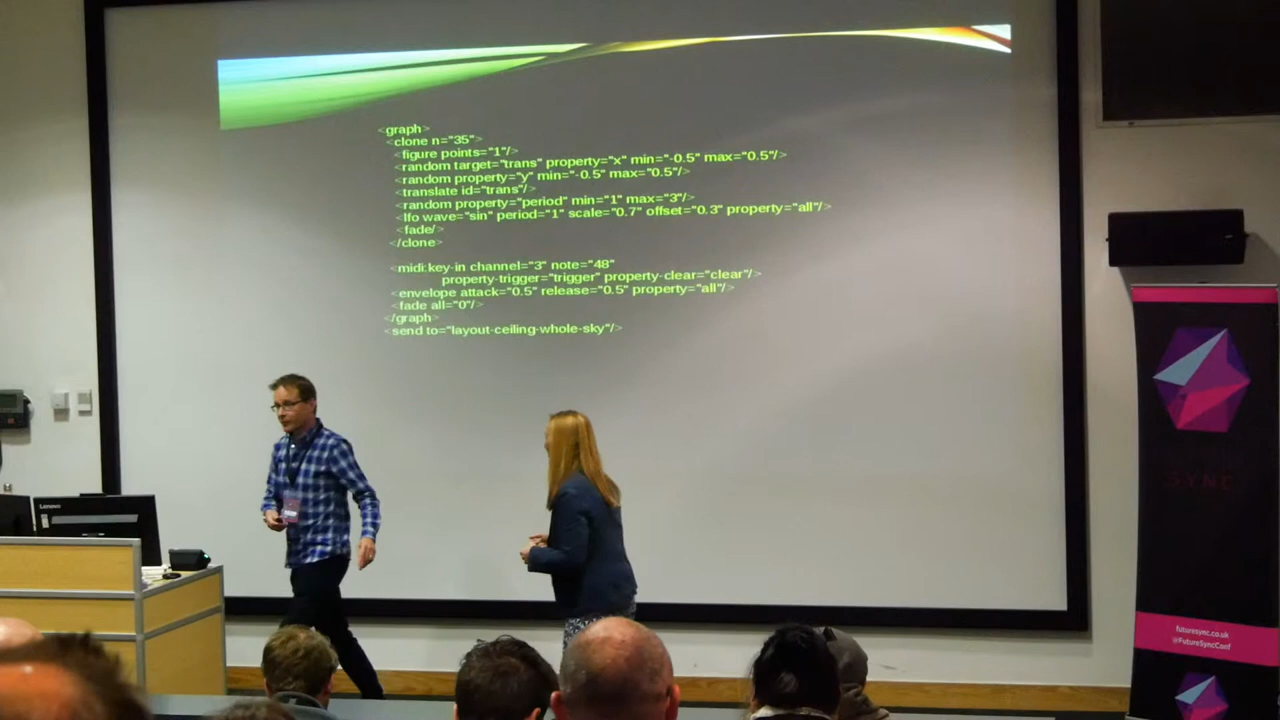 <graph>
<clone n="35">
<figure points="1"/>
<random target="trans" property="x" min="-0.5" max="0.5"/>
<random property="y" min="-0.5" max="0.5"/>
<translate id="trans"/>
<random property="period" min="1" max="3"/>
<lfo wave="sin" period="1" scale="0.7" offset="0.3" property="all"/>
<fade/>
</clone>
<midi:key-in channel="3" note="48"
property-trigger="trigger" property-clear="clear"/>
<envelope attack="0.5" release="0.5" property="all"/>
<fade all="0"/>
</graph>
<send to="layout-ceiling-whole-sky"/>
Lenovo
SYNC
futuresync.co.uk
@FutureSyncConf